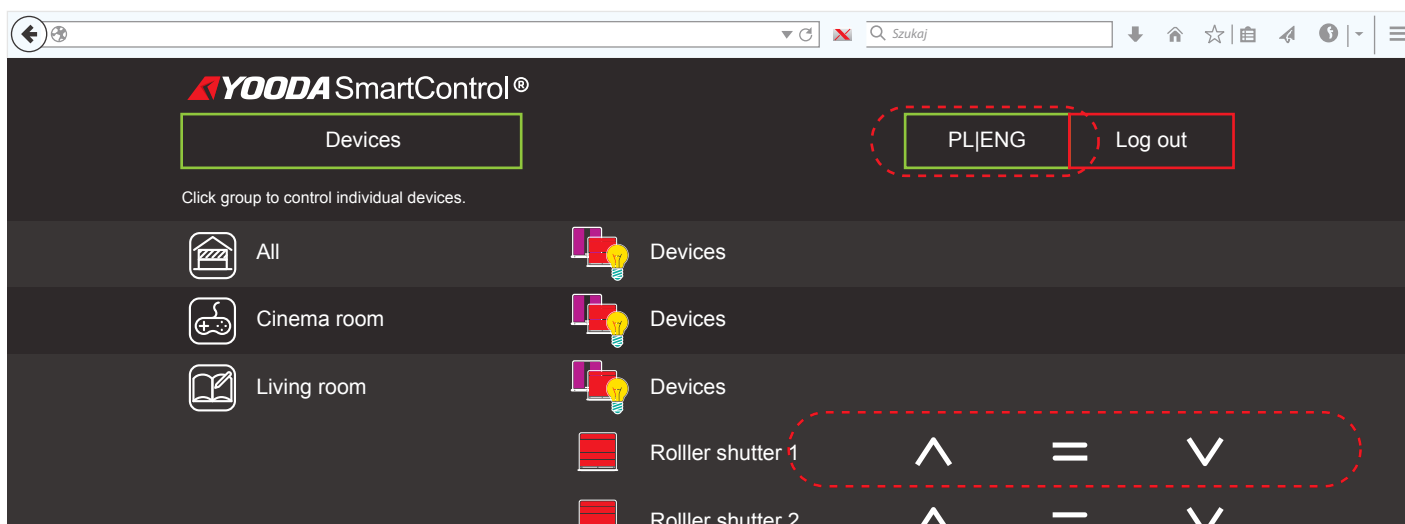 Szukaj
YOODA SmartControl®
Devices PL|ENG Log out
Click group to control individual devices.
All Devices
Cinema room Devices
Living room Devices
Rolller shutter 1
Rolller shutter 2